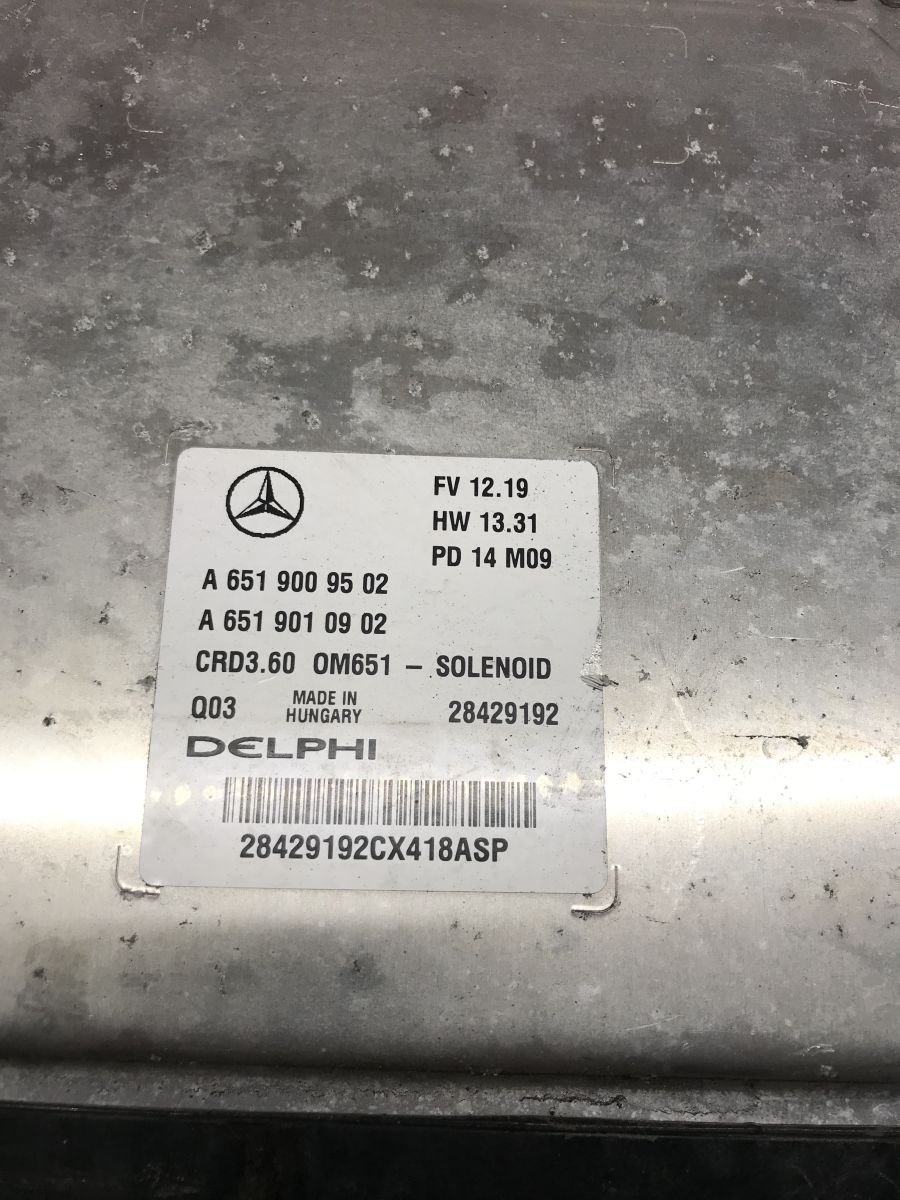 FV 12.19
HW 13.31
PD 14 M09
A 651 900 95 02
A 651 901 09 02
CRD3.60 OM651 – SOLENOID
Q03 MADE IN HUNGARY 28429192
DELPHI
28429192CX418ASP